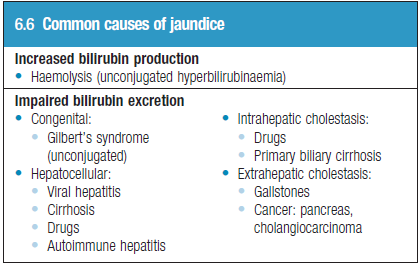 6.6 Common causes of jaundice
Increased bilirubin production
• Haemolysis (unconjugated hyperbilirubinaemia)
Impaired bilirubin excretion
• Congenital:
• Gilbert's syndrome
(unconjugated)
• Hepatocellular:
• Viral hepatitis
• Cirrhosis
• Drugs
• Autoimmune hepatitis
• Intrahepatic cholestasis:
• Drugs
• Primary biliary cirrhosis
• Extrahepatic cholestasis:
• Gallstones
• Cancer: pancreas,
cholangiocarcinoma